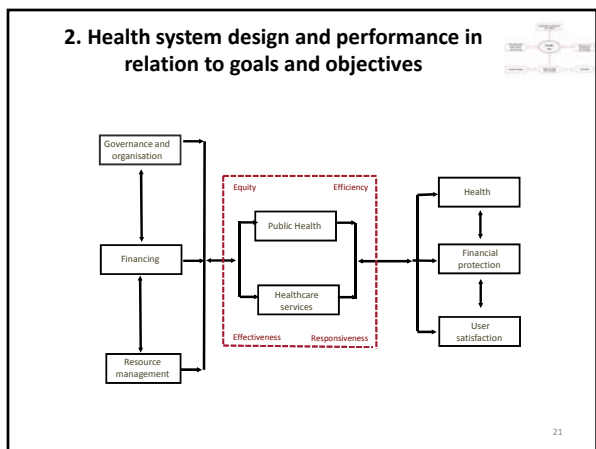 2. Health system design and performance in
relation to goals and objectives
Governance and
organisation
Equity
Efficiency
Health
Public Health
Financing
Financial
protection
Healthcare
services
Effectiveness
Responsiveness
User
satisfaction
Resource
management
21